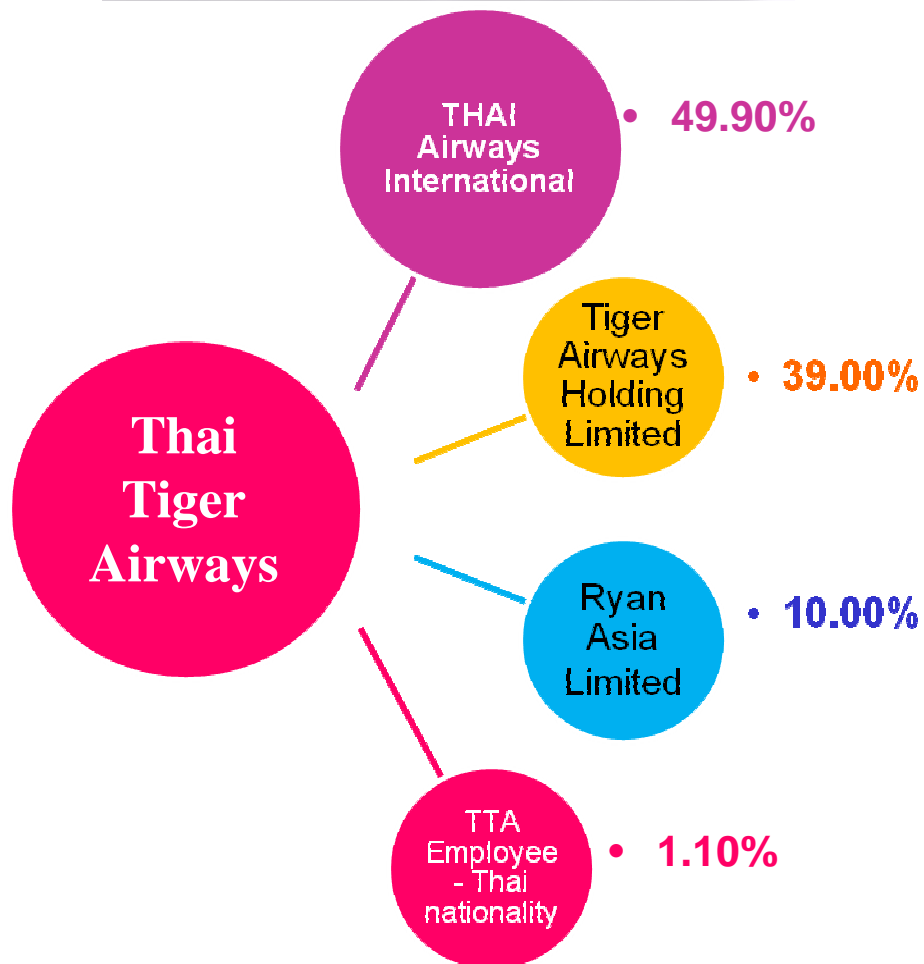 THAI
Airways
International
• 49.90%
Tiger
Airways
Holding
Limited
• 39.00%
Thai
Tiger
Airways
Ryan
Asia
Limited
• 10.00%
TTA
Employee
- Thai
nationality
• 1.10%